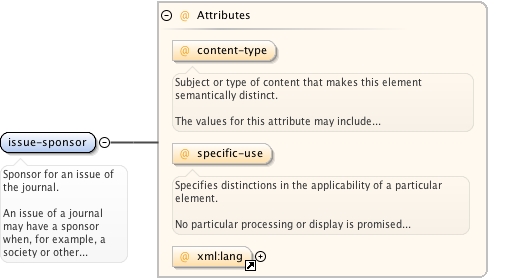 @ Attributes
@ content-type
Subject or type of content that makes this element
semantically distinct.
The values for this attribute may include...
issue-sponsor
@ specific-use
Sponsor for an issue of
the journal.
An issue of a journal
may have a sponsor
when, for example, a
society or other...
Specifies distinctions in the applicability of a particular
element.
No particular processing or display is promised...
@ xml:lang